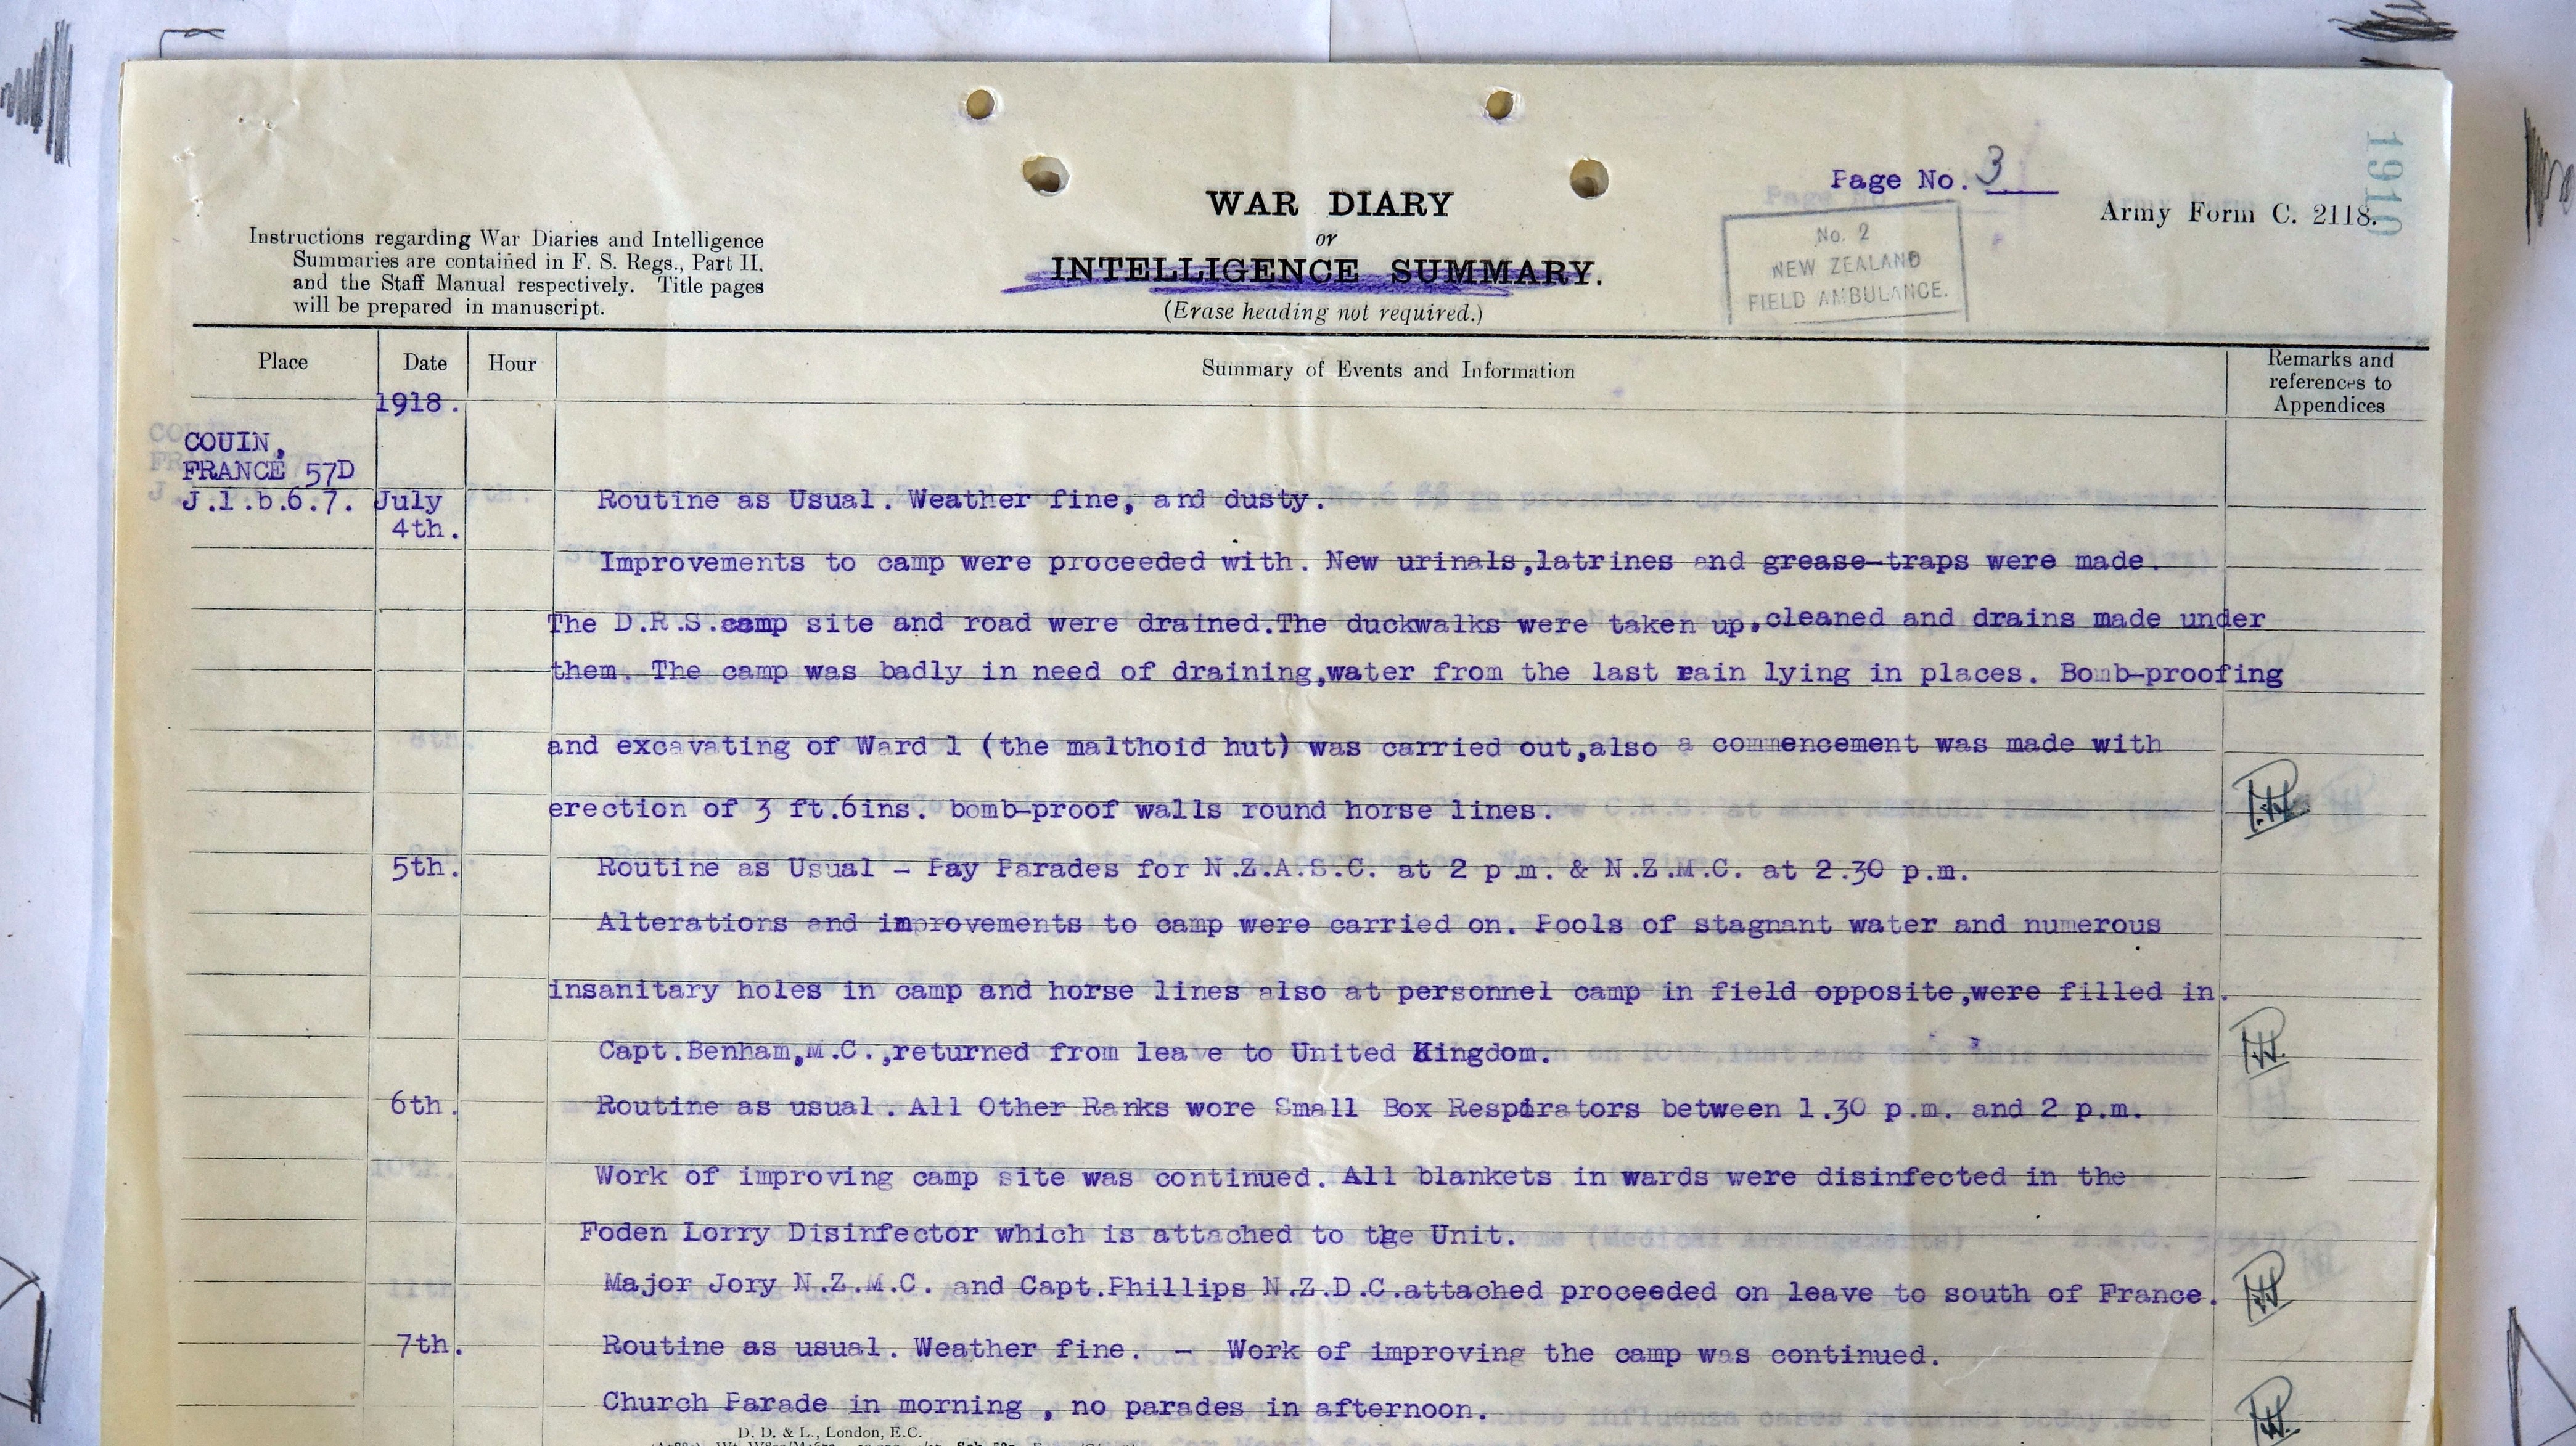 Page No. 3
1910
WAR DIARY
or
INTELLIGENCE SUMMARY.
(Erase heading not required.)
Army Form C. 2118.
Instructions regarding War Diaries and Intelligence
Summaries are contained in F. S. Regs., Part II.
and the Staff Manual respectively. Title pages
will be prepared in manuscript.
No. 2
NEW ZEALAND
FIELD AMBULANCE.
Place Date Hour Summary of Events and Information Remarks and
references to
Appendices
1918.
COUIN,
FRANCE 57D
J.1.b.6.7. July Routine as Usual. Weather fine, and dusty.
4th.
Improvements to camp were proceeded with. New urinals,latrines and grease-traps were made.
The D.R.S.camp site and road were drained.The duckwalks were taken up,cleaned and drains made under
them. The camp was badly in need of draining,water from the last rain lying in places. Bomb-proofing
and excavating of Ward 1 (the malthoid hut) was carried out,also a commencement was made with
erection of 3 ft.6ins. bomb-proof walls round horse lines.
5th. Routine as Usual - Pay Parades for N.Z.A.S.C. at 2 p.m. & N.Z.M.C. at 2.30 p.m.
Alterations and improvements to camp were carried on. Pools of stagnant water and numerous
insanitary holes in camp and horse lines also at personnel camp in field opposite,were filled in.
Capt.Benham,M.C.,returned from leave to United Kingdom.
6th. Routine as usual. All Other Ranks wore Small Box Respirators between 1.30 p.m. and 2 p.m.
Work of improving camp site was continued. All blankets in wards were disinfected in the
Foden Lorry Disinfector which is attached to the Unit.
Major Jory N.Z.M.C. and Capt.Phillips N.Z.D.C.attached proceeded on leave to south of France.
7th. Routine as usual. Weather fine. - Work of improving the camp was continued.
Church Parade in morning , no parades in afternoon.
D. D. & L., London, E.C.